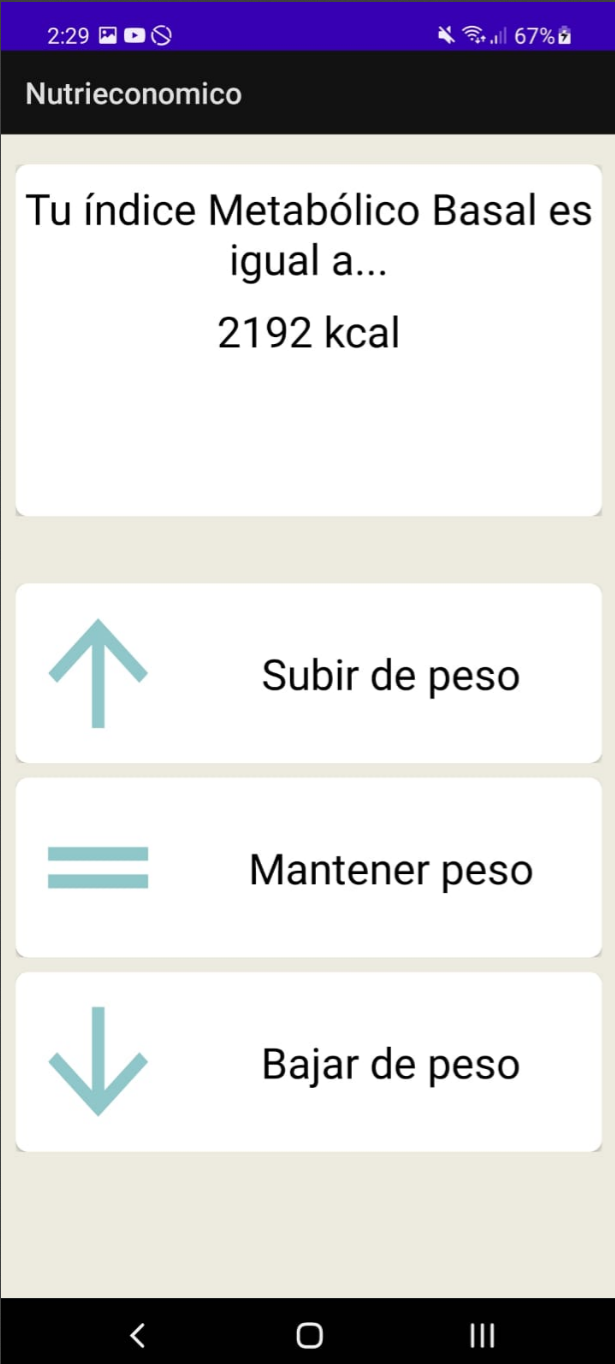 2:29 67%
Nutrieconomico
Tu índice Metabólico Basal es
igual a...
2192 kcal
Subir de peso
Mantener peso
Bajar de peso